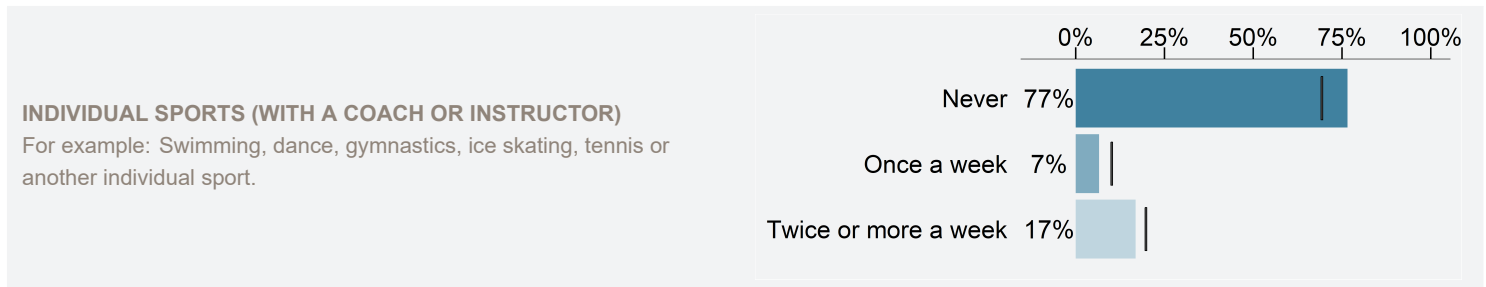 INDIVIDUAL SPORTS (WITH A COACH OR INSTRUCTOR)
For example: Swimming, dance, gymnastics, ice skating, tennis or
another individual sport.
0% 25% 50% 75% 100%
Never 77%
Once a week 7%
Twice or more a week 17%